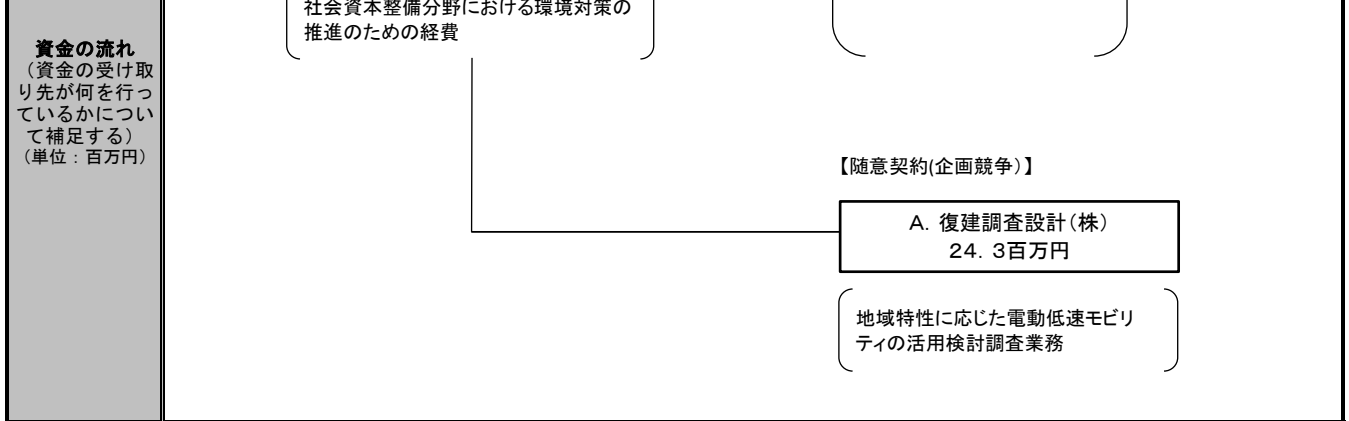 社会資本整備分野における環境対策の
推進のための経費
資金の流れ
（資金の受け取
り先が何を行っ
ているかについ
て補足する）
（単位：百万円）
【随意契約(企画競争）】
A．復建調査設計（株）
２４．３百万円
地域特性に応じた電動低速モビリ
ティの活用検討調査業務